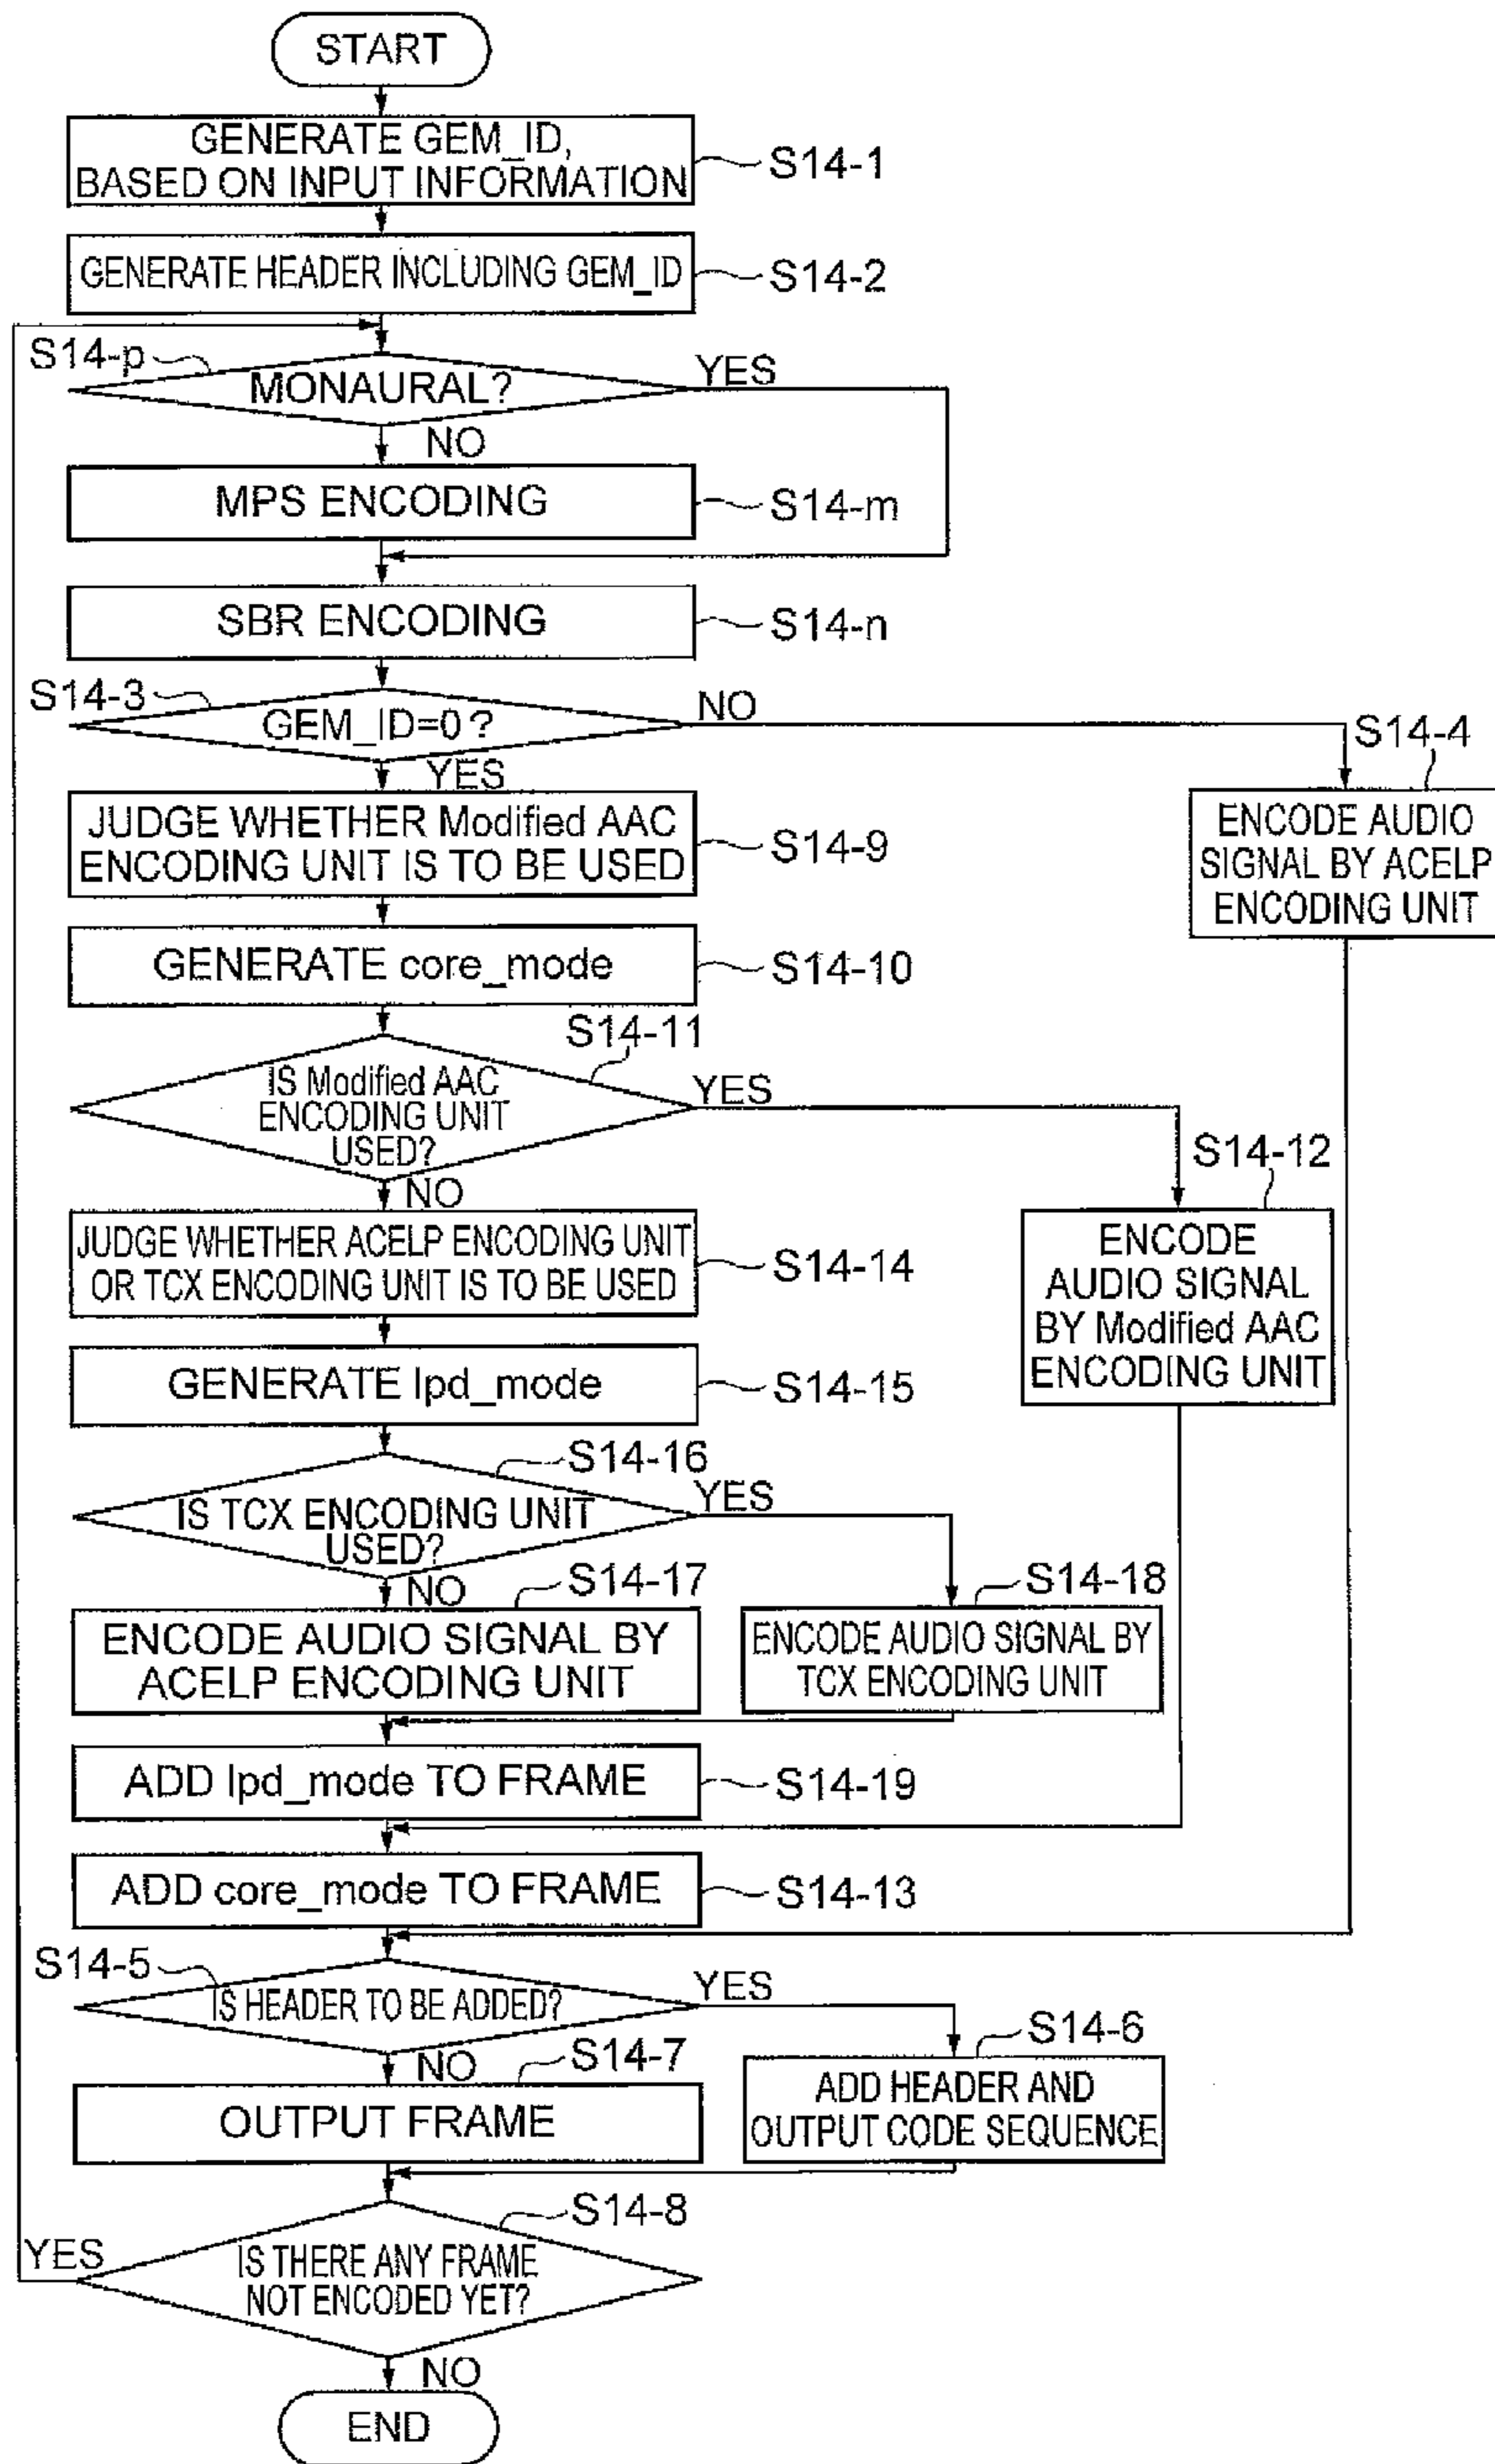 START
GENERATE GEM_ID,
BASED ON INPUT INFORMATION
S14-1
GENERATE HEADER INCLUDING GEM_ID
S14-2
S14-p
MONAURAL?
YES
NO
MPS ENCODING
S14-m
SBR ENCODING
S14-n
S14-3
GEM_ID=0?
NO
YES
S14-4
ENCODE AUDIO
SIGNAL BY ACELP
ENCODING UNIT
JUDGE WHETHER Modified AAC
ENCODING UNIT IS TO BE USED
S14-9
GENERATE core_mode
S14-10
S14-11
IS Modified AAC
ENCODING UNIT
USED?
YES
NO
S14-12
ENCODE
AUDIO SIGNAL
BY Modified AAC
ENCODING UNIT
JUDGE WHETHER ACELP ENCODING UNIT
OR TCX ENCODING UNIT IS TO BE USED
S14-14
GENERATE lpd_mode
S14-15
S14-16
IS TCX ENCODING UNIT
USED?
YES
NO
S14-17
ENCODE AUDIO SIGNAL BY
ACELP ENCODING UNIT
S14-18
ENCODE AUDIO SIGNAL BY
TCX ENCODING UNIT
ADD lpd_mode TO FRAME
S14-19
ADD core_mode TO FRAME
S14-13
S14-5
IS HEADER TO BE ADDED?
YES
NO
S14-6
ADD HEADER AND
OUTPUT CODE SEQUENCE
S14-7
OUTPUT FRAME
S14-8
YES
IS THERE ANY FRAME
NOT ENCODED YET?
NO
END